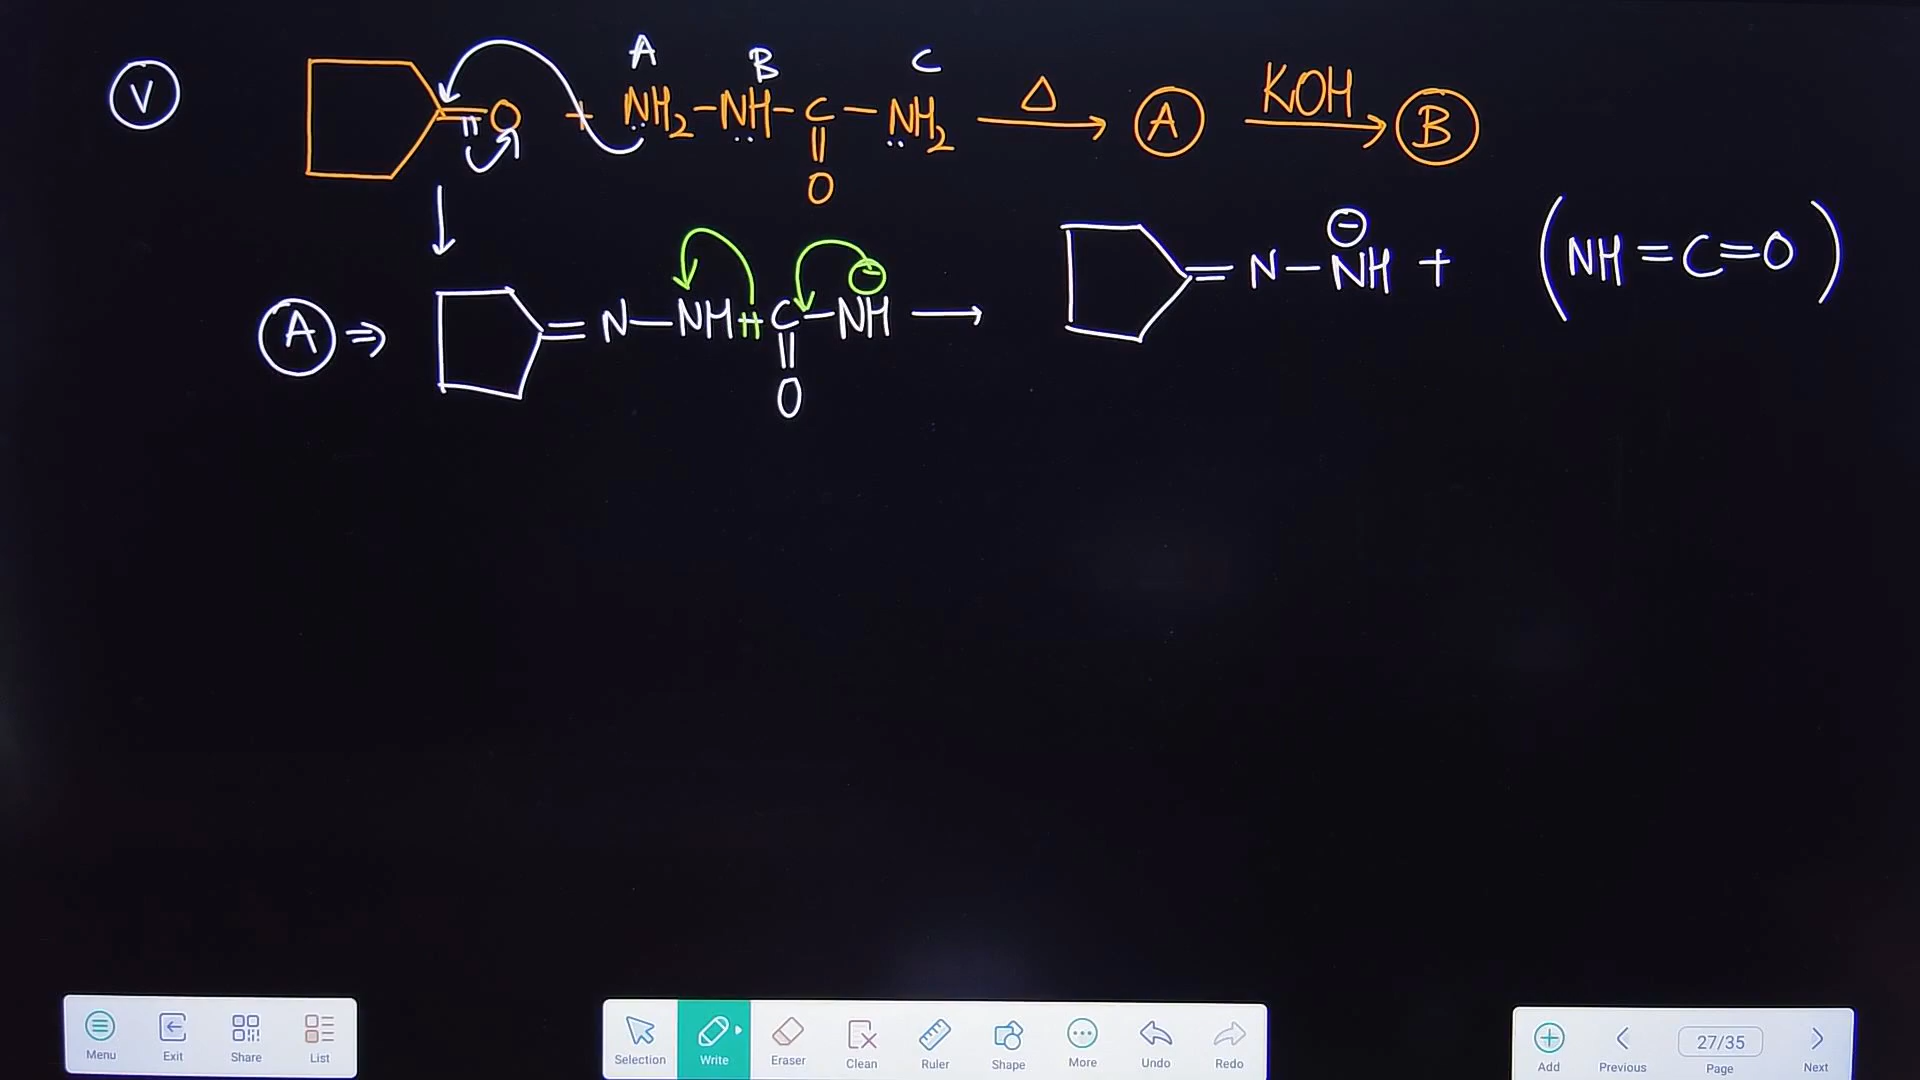 V
A B C
O + NH2-NH-C-NH2 Δ A KOH B
O
A ⇒ N-NH-C-NH ⊖
O
N-NH ⊖ + (NH=C=O)
Menu Exit Share List
Selection Write Eraser Clean Ruler Shape More Undo Redo
Add Previous 27/35 Page Next